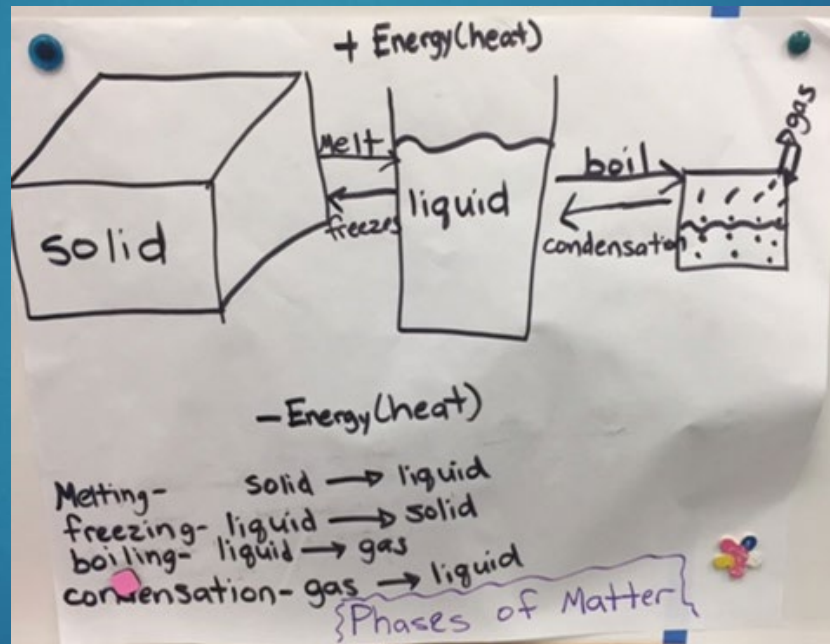 + Energy(heat)
gas
Melt
boil
liquid
freezes
solid
condensation
- Energy(heat)
Melting- solid → liquid
freezing- liquid → solid
boiling- liquid → gas
condensation- gas → liquid
Phases of Matter